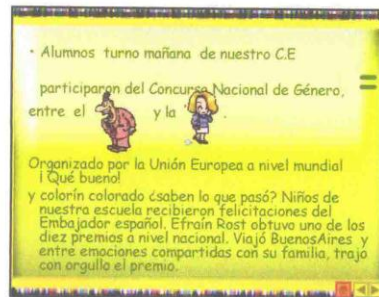 · Alumnos turno mañana de nuestro C.E
participaron del Concurso Nacional de Género,
entre el y la .
Organizado por la Unión Europea a nivel mundial
¡ Qué bueno!
y colorín colorado ¿saben lo que pasó? Niños de
nuestra escuela recibieron felicitaciones del
Embajador español. Efraín Rost obtuvo uno de los
diez premios a nivel nacional. Viajó BuenosAires y
entre emociones compartidas con su familia, trajo
con orgullo el premio.